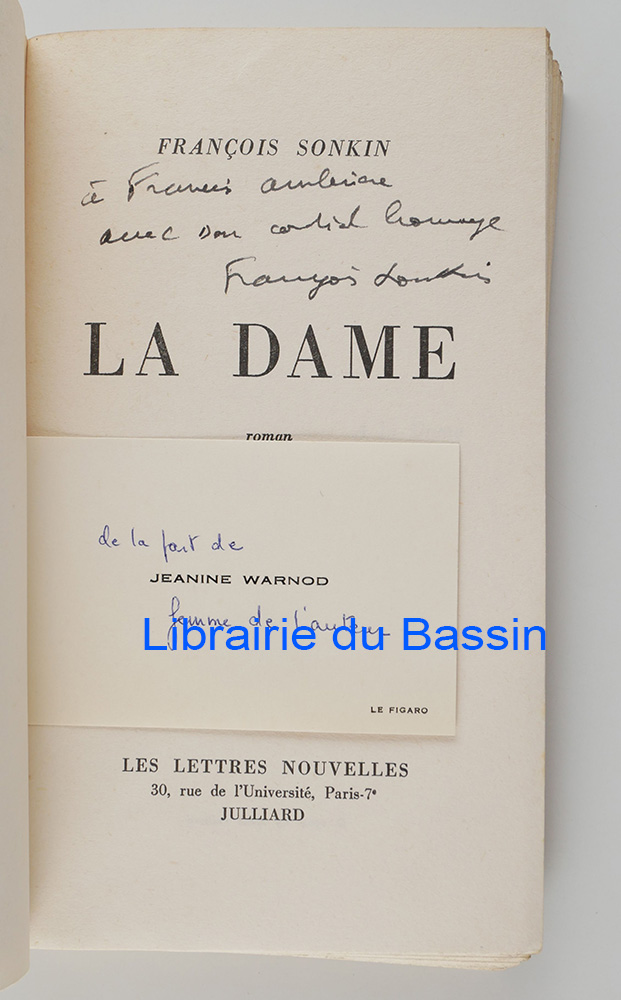 FRANÇOIS SONKIN
à Francis ambrière
avec son cordial hommage
François Sonkin
LA DAME
roman
de la part de
JEANINE WARNOD
femme de l'auteur
Librairie du Bassin
LE FIGARO
LES LETTRES NOUVELLES
30, rue de l'Université, Paris-7e
JULLIARD